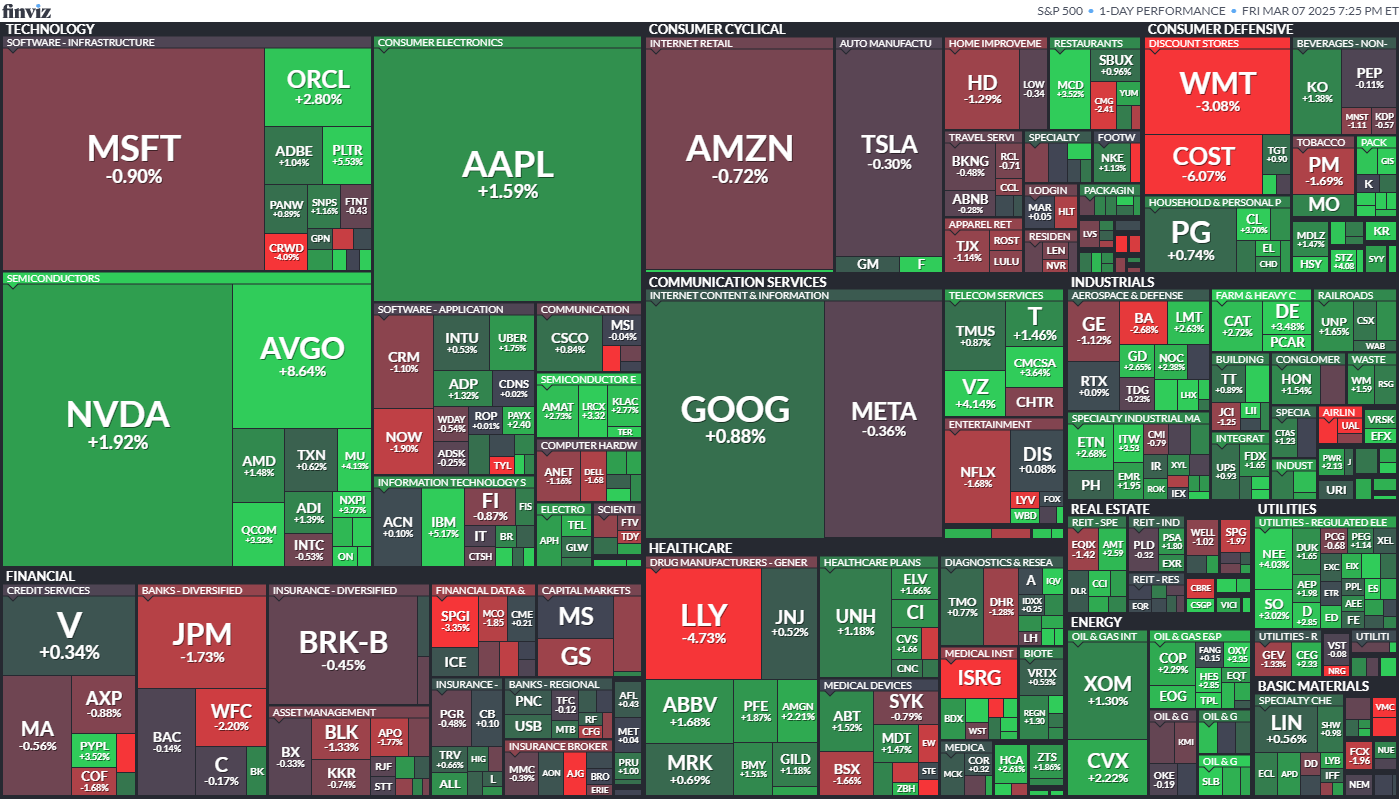 finviz
S&P 500 • 1-DAY PERFORMANCE • FRI MAR 07 2025 7:25 PM ET
TECHNOLOGY
SOFTWARE - INFRASTRUCTURE
MSFT
-0.90%
ORCL
+2.80%
ADBE
+1.04%
PLTR
+5.53%
PANW
+0.89%
SNPS
+1.16%
FTNT
-0.43
CRWD
-4.09%
GPN
CONSUMER ELECTRONICS
AAPL
+1.59%
SEMICONDUCTORS
NVDA
+1.92%
AVGO
+8.64%
AMD
+1.48%
TXN
+0.62%
MU
+4.13%
QCOM
+3.32%
ADI
+1.39%
NXPI
+3.77%
INTC
-0.53%
ON
SOFTWARE - APPLICATION
CRM
-1.10%
INTU
+0.53%
UBER
+1.75%
ADP
+1.32%
CDNS
+0.02%
NOW
-1.90%
WDAY
-0.54%
ROP
+0.01%
PAYX
+2.40
ADSK
-0.25%
TYL
COMMUNICATION
CSCO
+0.84%
MSI
-0.04%
SEMICONDUCTOR E
AMAT
+2.73%
LRCX
+3.32
KLAC
+2.77%
TER
COMPUTER HARDW
ANET
-1.16%
DELL
-1.68
INFORMATION TECHNOLOGY S
ACN
+0.10%
IBM
+5.17%
FI
-0.87%
FIS
IT
BR
CTSH
ELECTRO
APH
TEL
GLW
SCIENTI
FTV
TDY
CONSUMER CYCLICAL
INTERNET RETAIL
AMZN
-0.72%
AUTO MANUFACTU
TSLA
-0.30%
GM
F
HOME IMPROVEME
HD
-1.29%
LOW
-0.34
RESTAURANTS
MCD
+3.52%
SBUX
+0.96%
CMG
-2.41
YUM
TRAVEL SERVI
BKNG
-0.48%
RCL
-0.71
ABNB
-0.28%
CCL
SPECIALTY
FOOTW
NKE
+1.13%
LODGIN
MAR
+0.05
HLT
PACKAGIN
APPAREL RET
TJX
-1.14%
ROST
LULU
RESIDEN
LEN
NVR
LVS
CONSUMER DEFENSIVE
DISCOUNT STORES
WMT
-3.08%
COST
-6.07%
TGT
+0.90
BEVERAGES - NON-
KO
+1.38%
PEP
-0.11%
MNST
-1.11
KDP
-0.57
TOBACCO
PM
-1.69%
MO
PACK
GIS
K
HOUSEHOLD & PERSONAL P
PG
+0.74%
CL
+3.70%
EL
CHD
MDLZ
+1.47%
HSY
KR
STZ
+4.08
SYY
COMMUNICATION SERVICES
INTERNET CONTENT & INFORMATION
GOOG
+0.88%
META
-0.36%
TELECOM SERVICES
TMUS
+0.87%
T
+1.46%
VZ
+4.14%
CMCSA
+3.64%
CHTR
ENTERTAINMENT
NFLX
-1.68%
DIS
+0.08%
LYV
FOX
WBD
INDUSTRIALS
AEROSPACE & DEFENSE
GE
-1.12%
BA
-2.68%
LMT
+2.63%
RTX
+0.09%
GD
+2.65%
NOC
+2.38%
TDG
-0.23%
LHX
FARM & HEAVY C
CAT
+2.72%
DE
+3.48%
PCAR
RAILROADS
UNP
+1.65%
CSX
WAB
BUILDING
TT
+0.89%
JCI
-1.25
LII
CONGLOMER
HON
+1.54%
WASTE
WM
+1.59
RSG
SPECIALTY INDUSTRIAL MA
ETN
+2.68%
ITW
+3.53
CMI
-0.79
PH
EMR
+1.95
IR
XYL
ROK
IEX
INTEGRAT
UPS
+0.93
FDX
+1.65
SPECIA
CTAS
+1.23
AIRLIN
UAL
VRSK
EFX
INDUST
PWR
+2.13
J
URI
HEALTHCARE
DRUG MANUFACTURERS - GENER
LLY
-4.73%
JNJ
+0.52%
ABBV
+1.68%
PFE
+1.87%
AMGN
+2.21%
MRK
+0.69%
BMY
+1.51%
GILD
+1.18%
HEALTHCARE PLANS
UNH
+1.18%
ELV
+1.66%
CI
CVS
+1.66
CNC
MEDICAL DEVICES
ABT
+1.52%
SYK
-0.79%
MDT
+1.47%
EW
BSX
-1.66%
STE
ZBH
DIAGNOSTICS & RESEA
TMO
+0.77%
DHR
-1.28%
A
IQV
IDXX
+0.25
LH
MEDICAL INST
ISRG
BDX
WST
BIOTE
VRTX
+0.53%
REGN
+1.30
MEDICA
MCK
COR
+0.32
HCA
+2.61%
ZTS
+1.86%
REAL ESTATE
REIT - SPE
EQIX
-1.42
AMT
+2.59
DLR
CCI
REIT - IND
PLD
-0.32
PSA
+1.80
EXR
REIT - RES
EQR
WELL
-1.02
SPG
-1.97
CBRE
CSGP
VICI
UTILITIES
UTILITIES - REGULATED ELE
NEE
+4.03%
SO
+3.02%
DUK
+1.65
AEP
+1.98
D
+2.85
PCG
-0.68
PEG
+1.14
XEL
EXC
EIX
ETR
PPL
ES
AEE
ED
FE
UTILITIES - R
GEV
-1.33%
CEG
+2.33
VST
-0.08
NRG
UTILITI
ENERGY
OIL & GAS INT
XOM
+1.30%
CVX
+2.22%
OIL & GAS E&P
COP
+2.29%
FANG
+0.15
OXY
+3.35
EOG
HES
+2.85
EQT
TPL
OIL & G
KMI
OKE
-0.19
OIL & G
OIL & G
SLB
BASIC MATERIALS
SPECIALTY CHE
LIN
+0.56%
SHW
+0.98
ECL
APD
DD
LYB
IFF
VMC
FCX
-1.96
NUE
NEM
FINANCIAL
CREDIT SERVICES
V
+0.34%
MA
-0.56%
AXP
-0.88%
PYPL
+3.52%
COF
-1.68%
BANKS - DIVERSIFIED
JPM
-1.73%
BAC
-0.14%
WFC
-2.20%
C
-0.17%
BK
INSURANCE - DIVERSIFIED
BRK-B
-0.45%
ASSET MANAGEMENT
BX
-0.33%
BLK
-1.33%
APO
-1.77%
KKR
-0.74%
RJF
STT
FINANCIAL DATA &
SPGI
-3.35%
MCO
-1.85
CME
+0.21
ICE
CAPITAL MARKETS
MS
GS
INSURANCE -
PGR
-0.48%
CB
+0.10
TRV
+0.66%
HIG
ALL
L
BANKS - REGIONAL
PNC
TFC
-0.12
USB
MTB
RF
CFG
INSURANCE BROKER
MMC
-0.39%
AON
AJG
BRO
ERIE
AFL
+0.43
MET
+0.04
PRU
+1.00